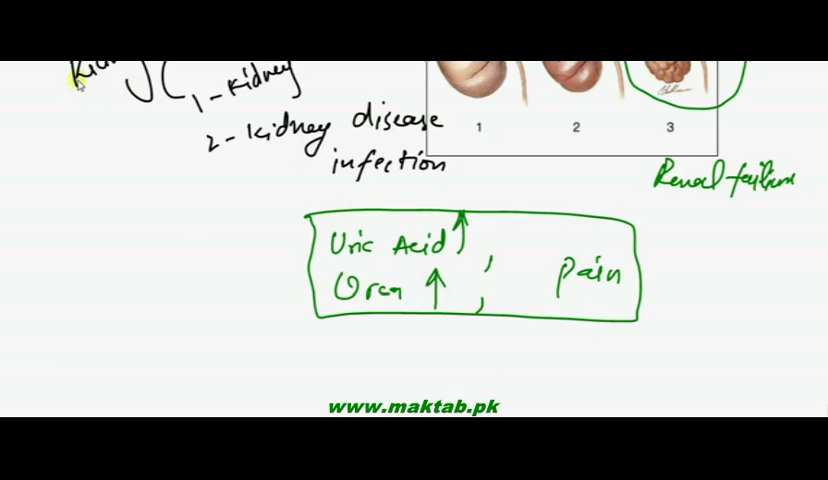 1 - Kidney
2 - Kidney disease
infection
1 2 3
Renal failure
Uric Acid ↑ ,
Urea ↑ , Pain
www.maktab.pk